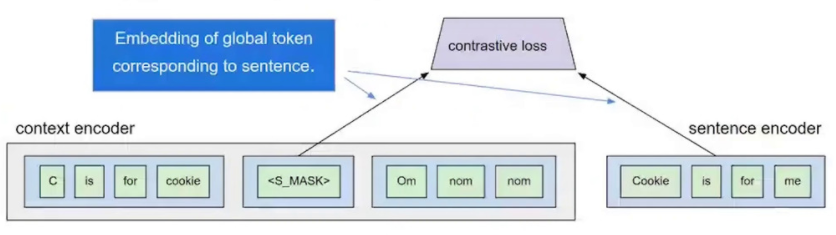 Embedding of global token
corresponding to sentence.
contrastive loss
context encoder
sentence encoder
C is for cookie <S_MASK> Om nom nom Cookie is for me